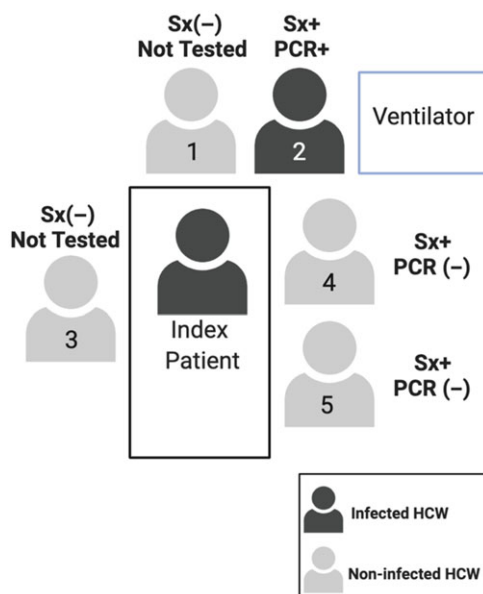 Sx(–)
Not Tested
Sx+
PCR+
1
2
Ventilator
Sx(–)
Not Tested
3
Index
Patient
4
Sx+
PCR (–)
5
Sx+
PCR (–)
Infected HCW
Non-infected HCW